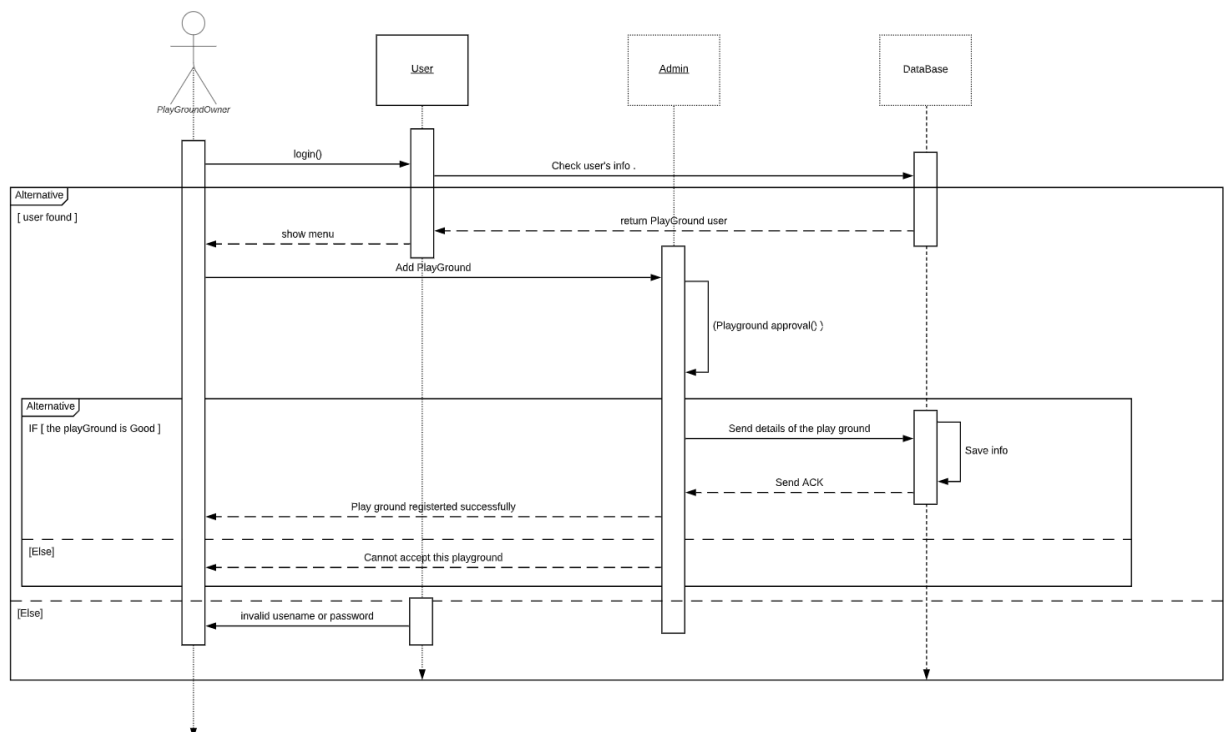 User
Admin
DataBase
PlayGroundOwner
login()
Check user's info .
Alternative
[ user found ]
return PlayGround user
show menu
Add PlayGround
(Playground approval() )
Alternative
IF [ the playGround is Good ]
Send details of the play ground
Save info
Send ACK
Play ground registerted successfully
[Else]
Cannot accept this playground
[Else]
invalid usename or password